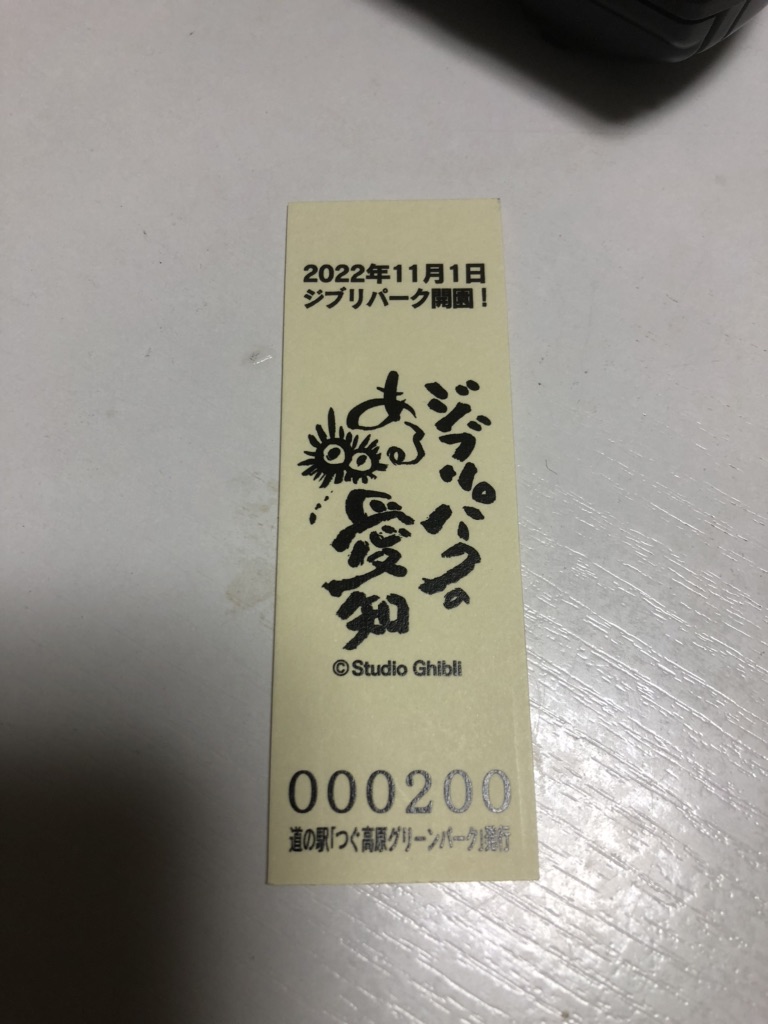 2022年11月1日
ジブリパーク開園！
ジブリパークの
ある
愛知
©Studio Ghibli
000200
道の駅「つぐ高原グリーンパーク」発行